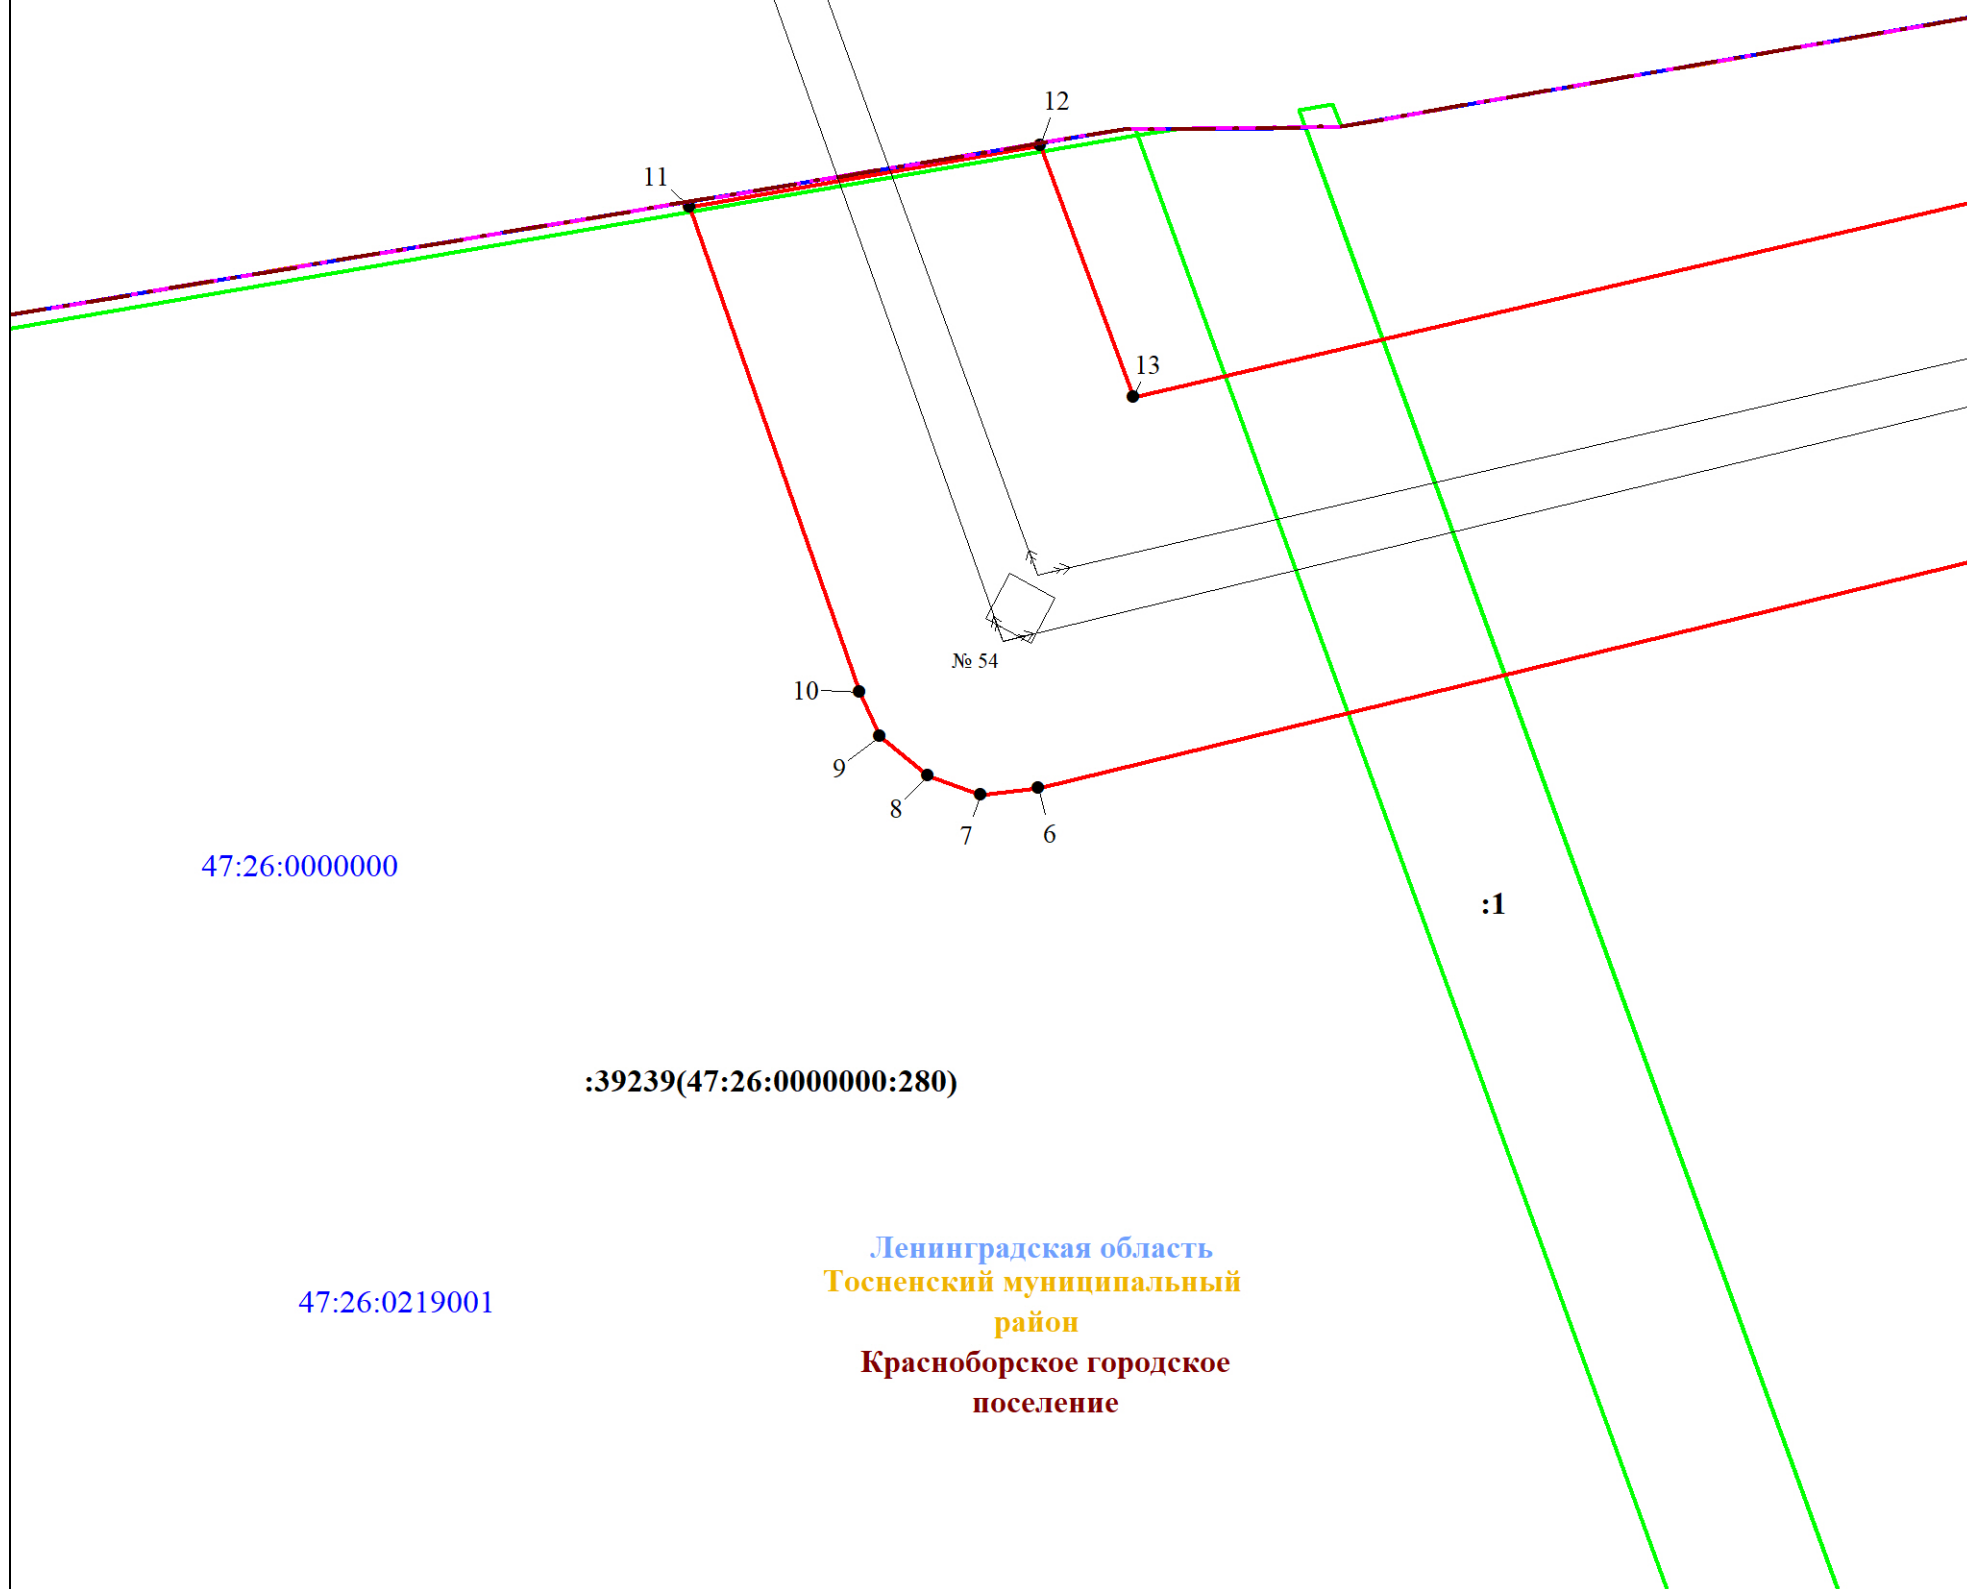 12
11
13
№ 54
10
9
8
7
6
47:26:0000000
:1
:39239(47:26:0000000:280)
Ленинградская область
Тосненский муниципальный
район
47:26:0219001
Красноборское городское
поселение